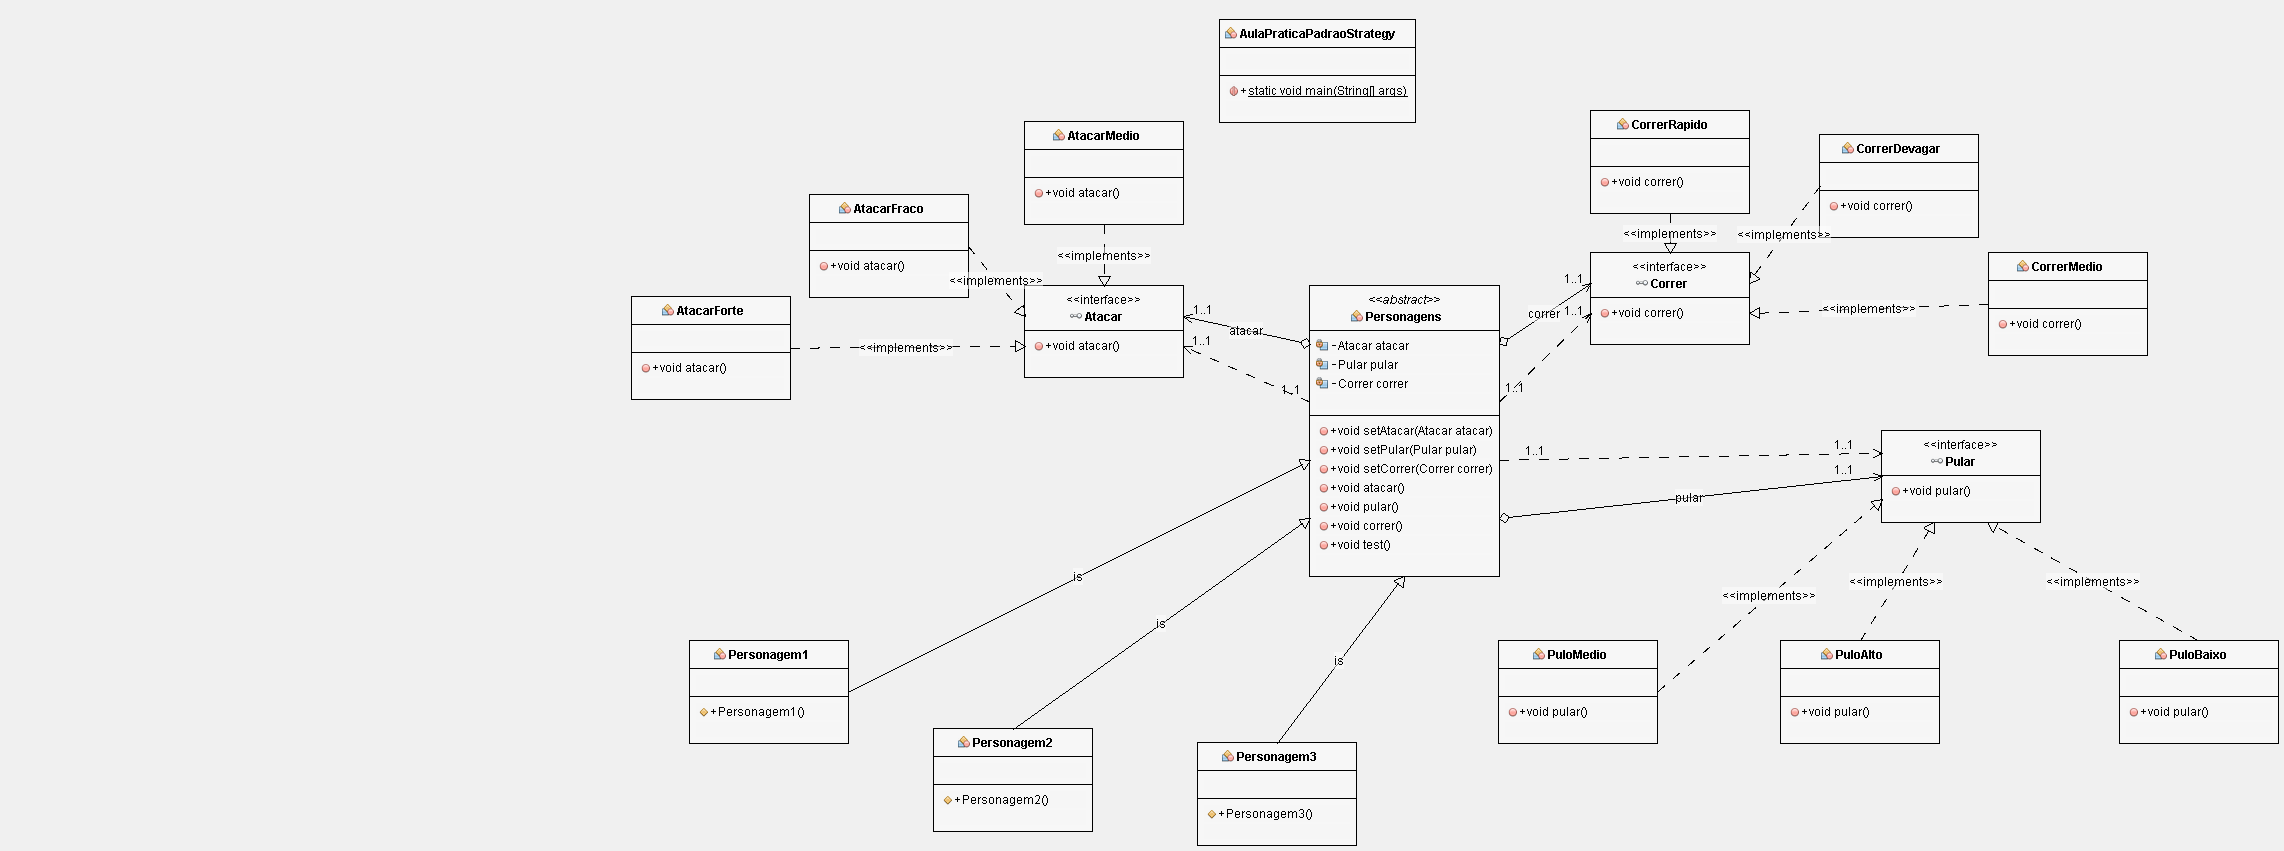 AulaPraticaPadraoStrategy
+static void main(String[] args)
AtacarMedio
+void atacar()
<<implements>>
AtacarFraco
+void atacar()
<<implements>>
AtacarForte
+void atacar()
<<implements>>
<<interface>>
Atacar
+void atacar()
1..1
atacar
1..1
1..1
CorrerRapido
+void correr()
<<implements>>
CorrerDevagar
+void correr()
<<implements>>
CorrerMedio
+void correr()
<<implements>>
<<interface>>
Correr
+void correr()
1..1
correr
1..1
1..1
<<abstract>>
Personagens
-Atacar atacar
-Pular pular
-Correr correr
+void setAtacar(Atacar atacar)
+void setPular(Pular pular)
+void setCorrer(Correr correr)
+void atacar()
+void pular()
+void correr()
+void test()
1..1
1..1
1..1
pular
<<interface>>
Pular
+void pular()
<<implements>>
<<implements>>
<<implements>>
is
is
is
Personagem1
+Personagem1()
Personagem2
+Personagem2()
Personagem3
+Personagem3()
PuloMedio
+void pular()
PuloAlto
+void pular()
PuloBaixo
+void pular()